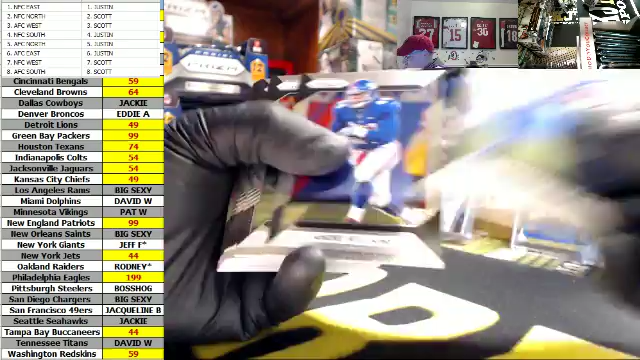 1. NFC EAST 1. JUSTIN
2. NFC NORTH 2. SCOTT
3. AFC WEST 3. SCOTT
4. NFC SOUTH 4. JUSTIN
5. AFC NORTH 5. JUSTIN
6. AFC EAST 6. JUSTIN
7. NFC WEST 7. SCOTT
8. AFC SOUTH 8. SCOTT
Cincinnati Bengals 59
Cleveland Browns 64
Dallas Cowboys JACKIE
Denver Broncos EDDIE A
Detroit Lions 49
Green Bay Packers 99
Houston Texans 74
Indianapolis Colts 54
Jacksonville Jaguars 54
Kansas City Chiefs 49
Los Angeles Rams BIG SEXY
Miami Dolphins DAVID W
Minnesota Vikings PAT W
New England Patriots 99
New Orleans Saints BIG SEXY
New York Giants JEFF F*
New York Jets 44
Oakland Raiders RODNEY*
Philadelphia Eagles 199
Pittsburgh Steelers BOSSHOG
San Diego Chargers BIG SEXY
San Francisco 49ers JACQUELINE B
Seattle Seahawks JACKIE
Tampa Bay Buccaneers 44
Tennessee Titans DAVID W
Washington Redskins 59
27
15
36
18
PRIZM